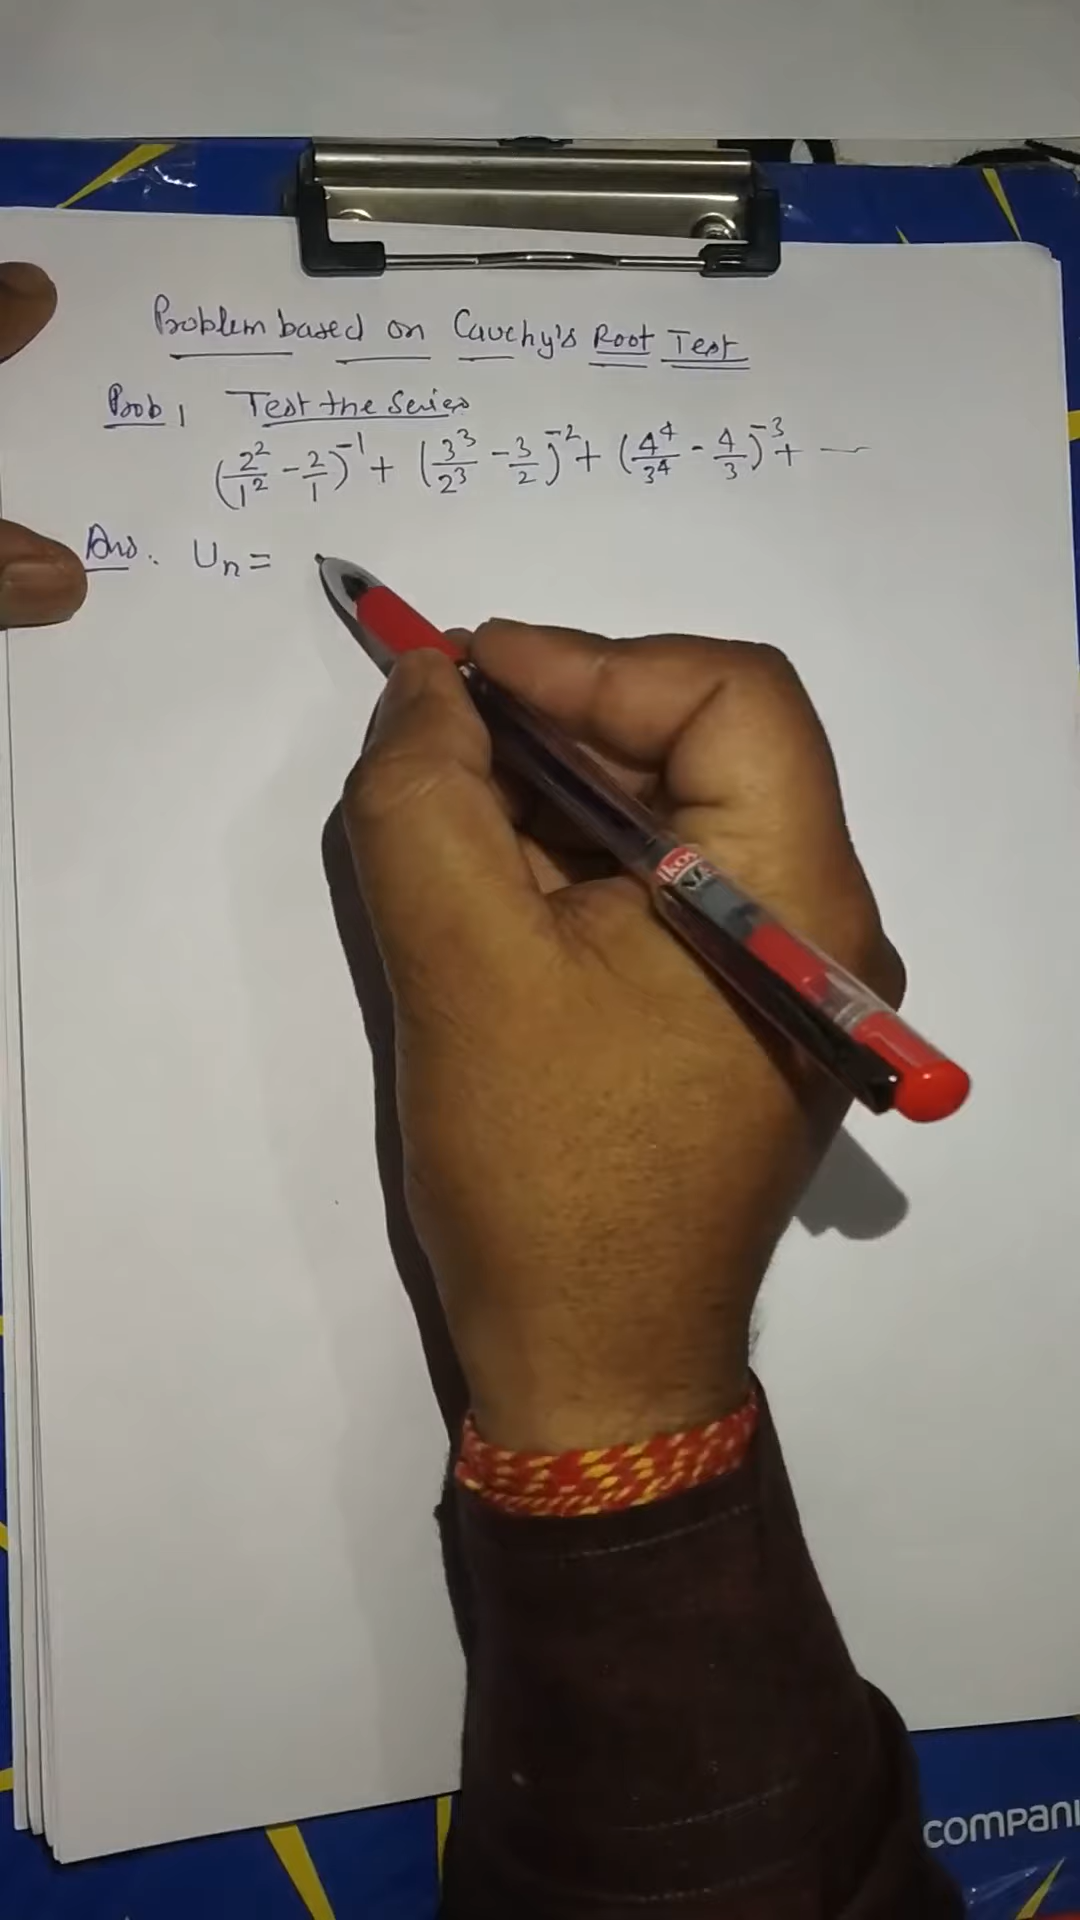 Problem based on Cauchy's Root Test
Prob 1 Test the Series
(2²/1² - 2/1)⁻¹ + (3³/2³ - 3/2)⁻² + (4⁴/3⁴ - 4/3)⁻³ + —
Ans. Un =
companı